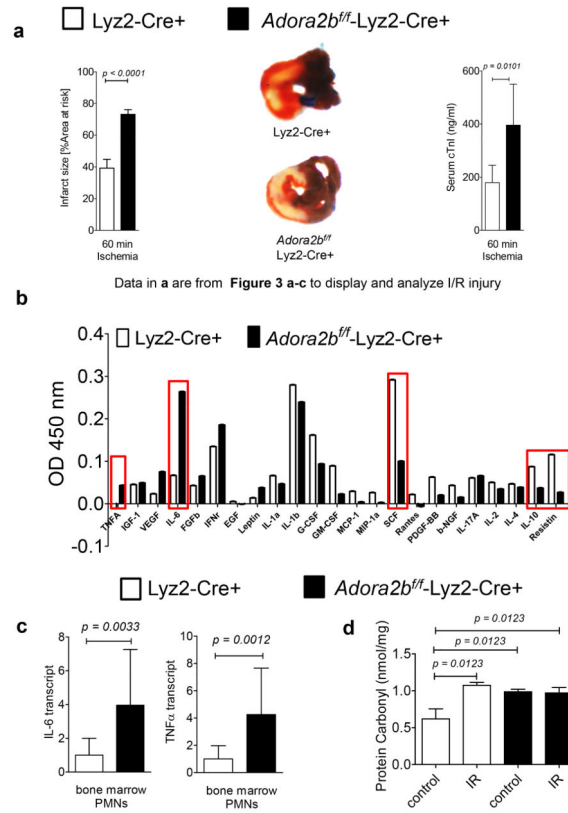 a
Lyz2-Cre+ Adora2b^f/f-Lyz2-Cre+
p < 0.0001
Infarct size [%Area at risk]
100
80
60
40
20
0
60 min
Ischemia
Lyz2-Cre+
Adora2b^f/f
Lyz2-Cre+
p = 0.0101
Serum cTnI (ng/ml)
600
400
200
0
60 min
Ischemia
Data in a are from Figure 3 a-c to display and analyze I/R injury
b
Lyz2-Cre+ Adora2b^f/f-Lyz2-Cre+
OD 450 nm
0.4
0.3
0.2
0.1
0.0
-0.1
TNFA IGF-1 VEGF IL-6 FGFb IFNr EGF Leptin IL-1a IL-1b G-CSF GM-CSF MCP-1 MIP-1a SCF Rantes PDGF-BB b-NGF IL-17A IL-2 IL-4 IL-10 Resistin
Lyz2-Cre+ Adora2b^f/f-Lyz2-Cre+
c
p = 0.0033
IL-6 transcript
8
6
4
2
0
bone marrow
PMNs
p = 0.0012
TNFα transcript
10
8
6
4
2
0
bone marrow
PMNs
d
p = 0.0123
p = 0.0123
p = 0.0123
Protein Carbonyl (nmol/mg)
1.5
1.0
0.5
0.0
control IR control IR